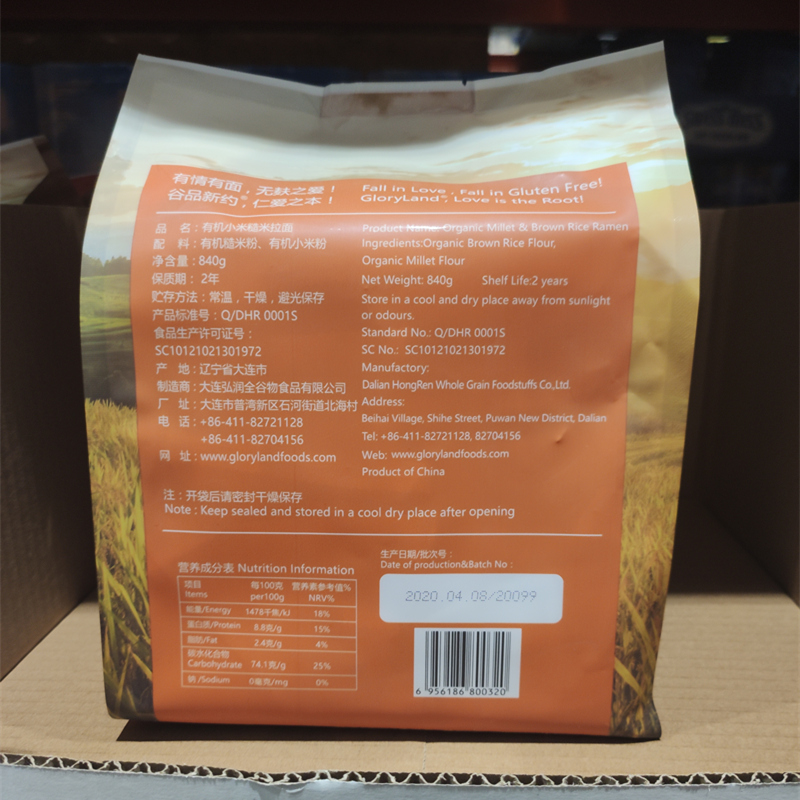 有情有面，无麸之爱！
谷品新约®，仁爱之本！
Fall in Love , Fall in Gluten Free!
GloryLand®, Love is the Root!
品 名：有机小米糙米拉面
配 料：有机糙米粉、有机小米粉
净含量：840g
保质期： 2年
贮存方法：常温，干燥，避光保存
产品标准号：Q/DHR 0001S
食品生产许可证号：
SC10121021301972
产 地：辽宁省大连市
制造商：大连弘润全谷物食品有限公司
厂 址：大连市普湾新区石河街道北海村
电 话：+86-411-82721128
+86-411-82704156
网 址：www.glorylandfoods.com
Product Name: Organic Millet & Brown Rice Ramen
Ingredients:Organic Brown Rice Flour,
Organic Millet Flour
Net Weight: 840g Shelf Life:2 years
Store in a cool and dry place away from sunlight
or odours.
Standard No.: Q/DHR 0001S
SC No.: SC10121021301972
Manufactory:
Dalian HongRen Whole Grain Foodstuffs Co.,Ltd.
Address:
Beihai Village, Shihe Street, Puwan New District, Dalian
Tel: +86-411-82721128, 82704156
Web: www.glorylandfoods.com
Product of China
注：开袋后请密封干燥保存
Note : Keep sealed and stored in a cool dry place after opening
营养成分表 Nutrition Information
项目 每100克 营养素参考值%
Items per100g NRV%
能量/Energy 1478千焦/kJ 18%
蛋白质/Protein 8.8克/g 15%
脂肪/Fat 2.4克/g 4%
碳水化合物
Carbohydrate 74.1克/g 25%
钠 /Sodium 0毫克/mg 0%
生产日期/批次号：
Date of production&Batch No :
2020.04.08/20099
6 956186 800320